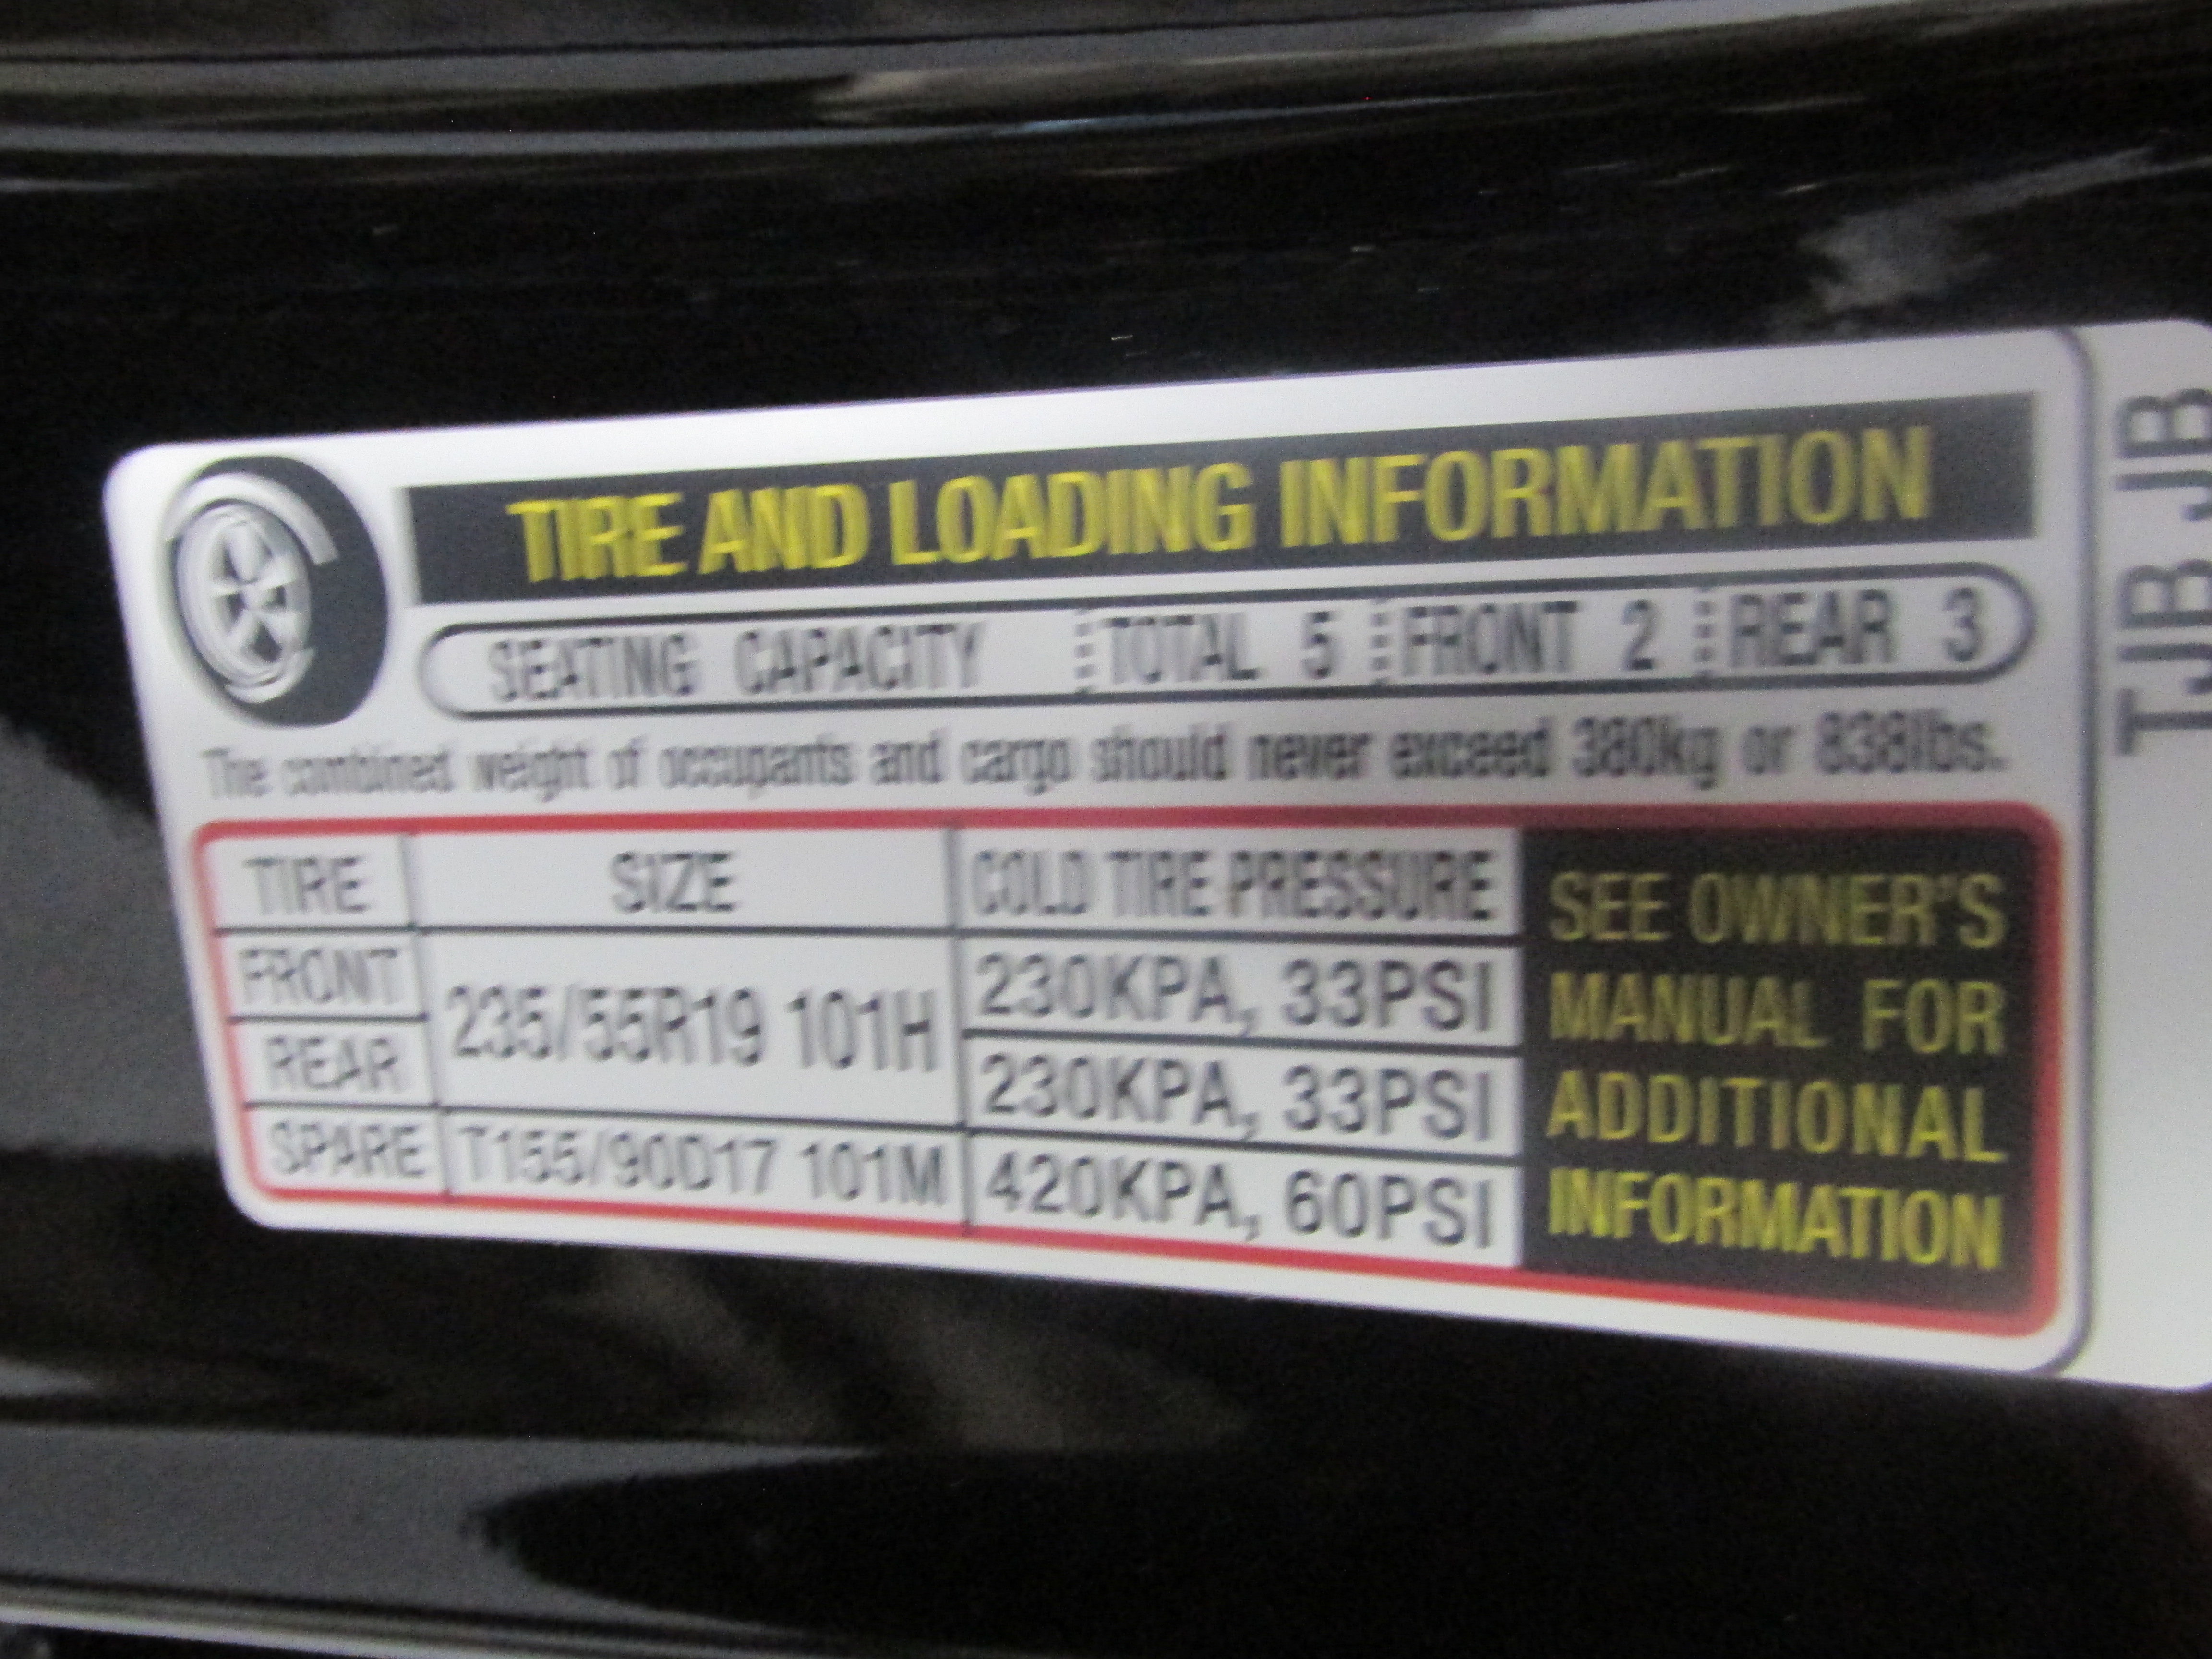 TIRE AND LOADING INFORMATION
SEATING CAPACITY TOTAL 5 FRONT 2 REAR 3
The combined weight of occupants and cargo should never exceed 380kg or 838lbs.
TIRE SIZE COLD TIRE PRESSURE
FRONT 235/55R19 101H 230KPA, 33PSI
REAR 230KPA, 33PSI
SPARE T155/90D17 101M 420KPA, 60PSI
SEE OWNER'S
MANUAL FOR
ADDITIONAL
INFORMATION
TJB JB